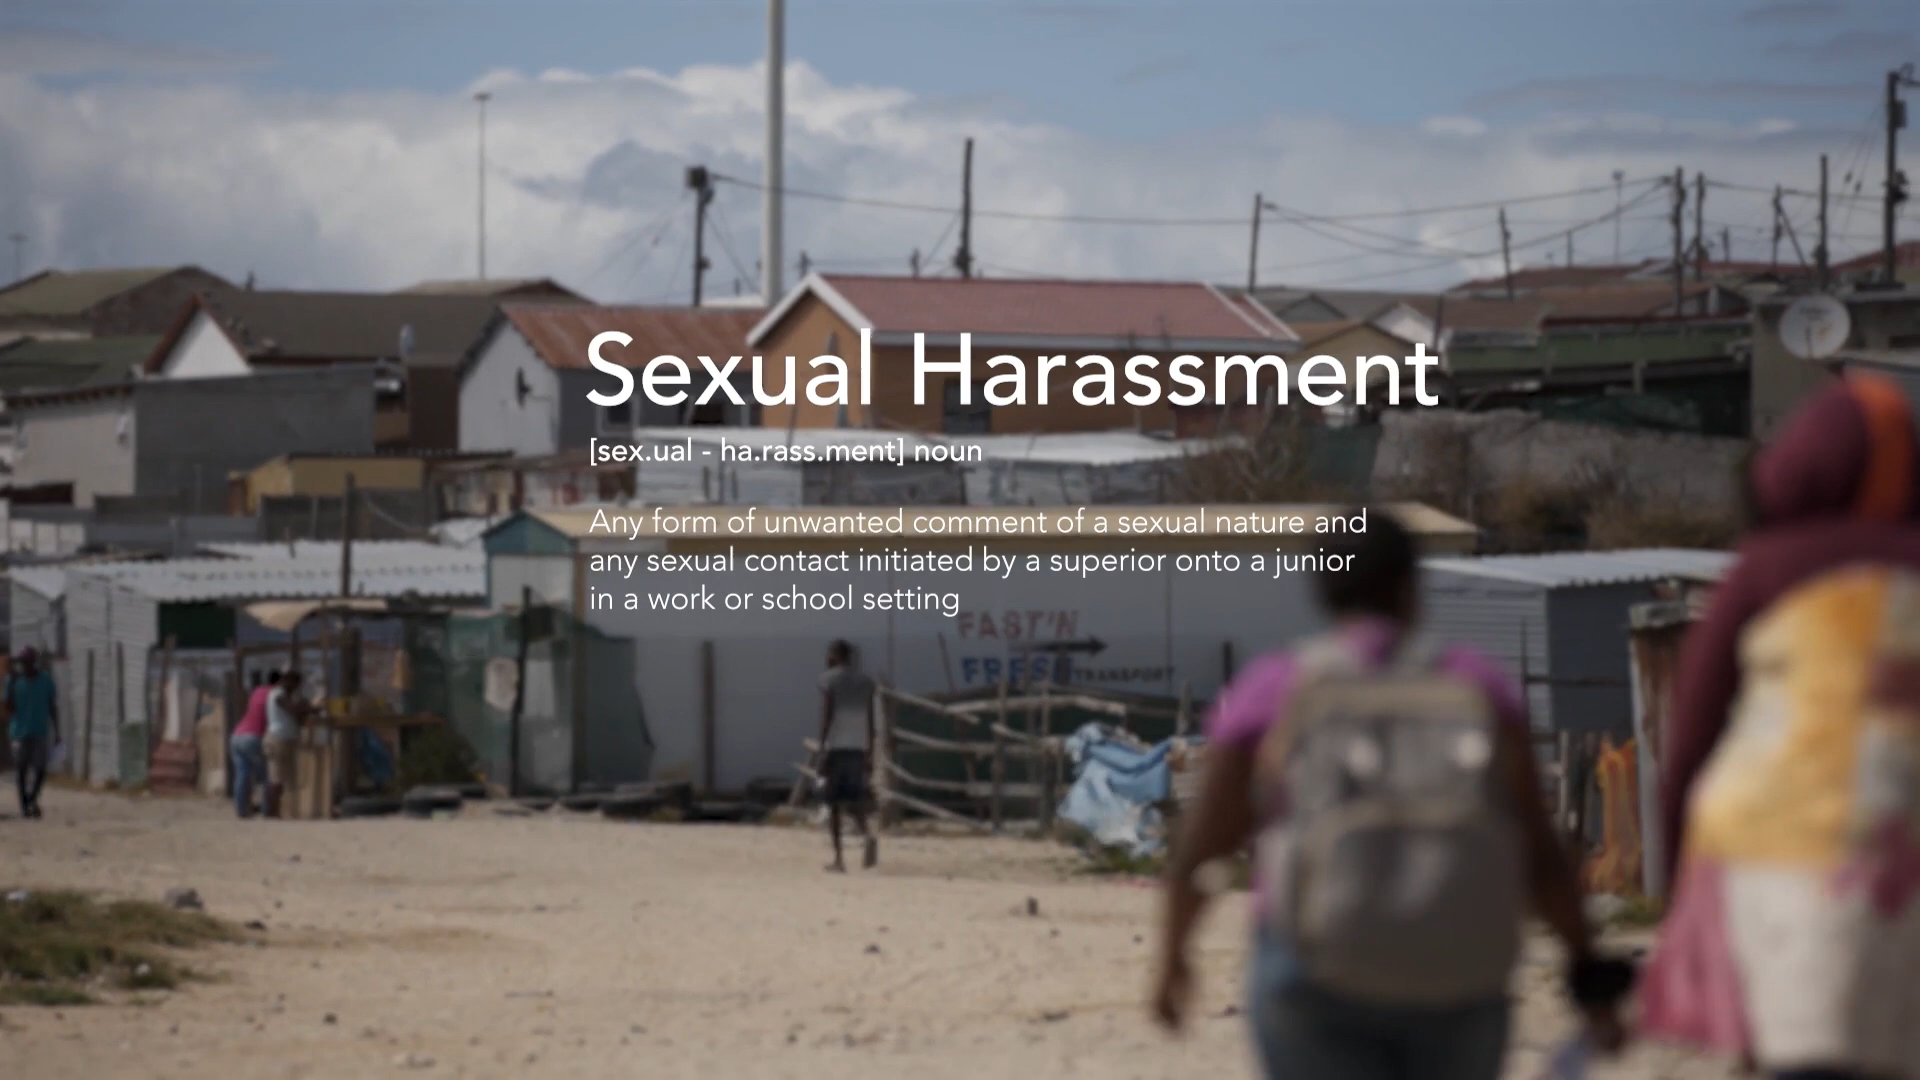 Sexual Harassment
[sex.ual - ha.rass.ment] noun
Any form of unwanted comment of a sexual nature and
any sexual contact initiated by a superior onto a junior
in a work or school setting
FAST'N
FRESH TRANSPORT